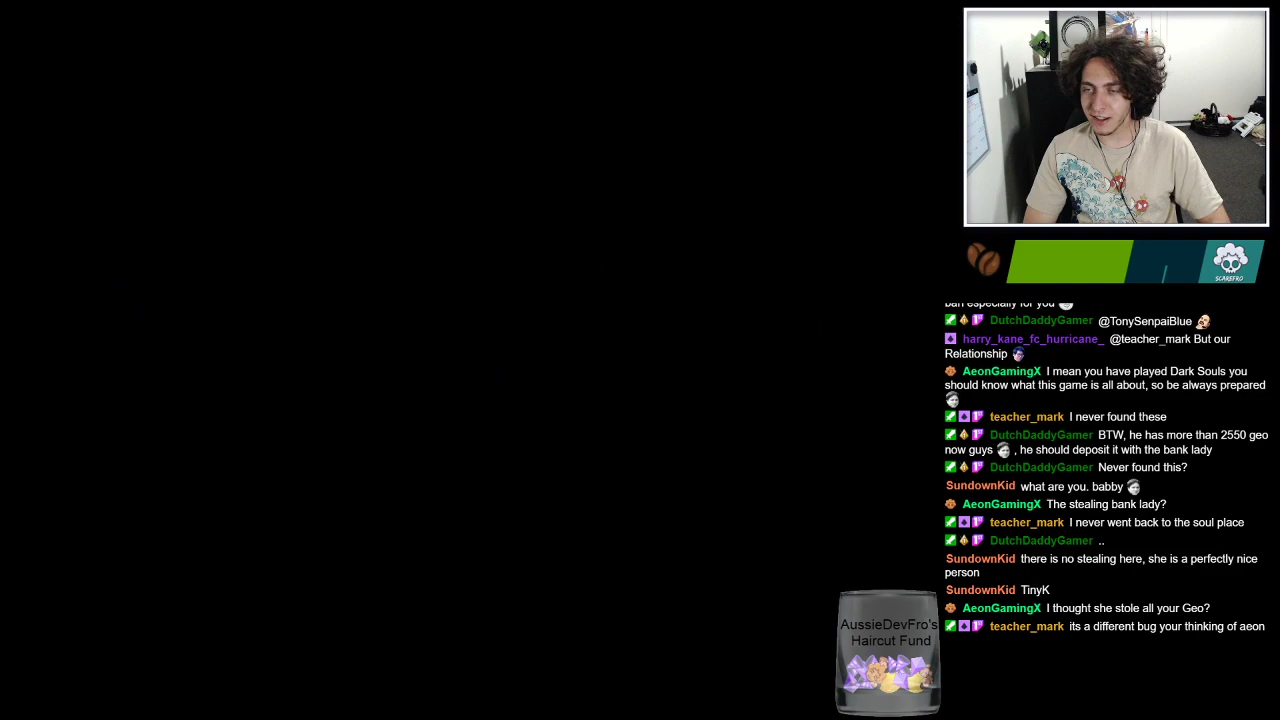 SCAREFRO
ban especially for you
DutchDaddyGamer @TonySenpaiBlue
harry_kane_fc_hurricane_ @teacher_mark But our
Relationship
AeonGamingX I mean you have played Dark Souls you
should know what this game is all about, so be always prepared
teacher_mark I never found these
DutchDaddyGamer BTW, he has more than 2550 geo
now guys , he should deposit it with the bank lady
DutchDaddyGamer Never found this?
SundownKid what are you. babby
AeonGamingX The stealing bank lady?
teacher_mark I never went back to the soul place
DutchDaddyGamer ..
SundownKid there is no stealing here, she is a perfectly nice
person
SundownKid TinyK
AeonGamingX I thought she stole all your Geo?
teacher_mark its a different bug your thinking of aeon
AussieDevFro's
Haircut Fund